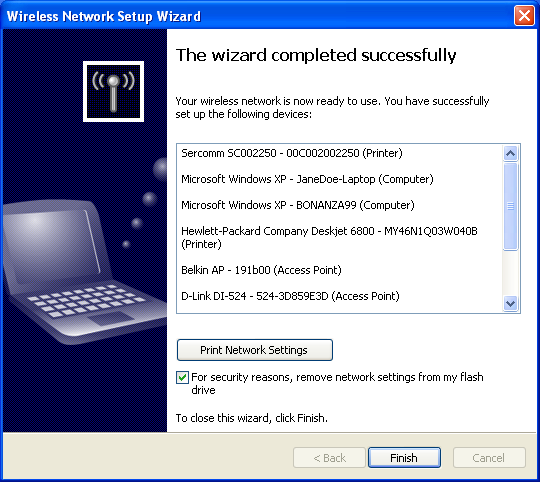 Wireless Network Setup Wizard
The wizard completed successfully
Your wireless network is now ready to use. You have successfully
set up the following devices:
Sercomm SC002250 - 00C002002250 (Printer)
Microsoft Windows XP - JaneDoe-Laptop (Computer)
Microsoft Windows XP - BONANZA99 (Computer)
Hewlett-Packard Company Deskjet 6800 - MY46N1Q03W040B
(Printer)
Belkin AP - 191b00 (Access Point)
D-Link DI-524 - 524-3D859E3D (Access Point)
Print Network Settings
For security reasons, remove network settings from my flash
drive
To close this wizard, click Finish.
< Back
Finish
Cancel